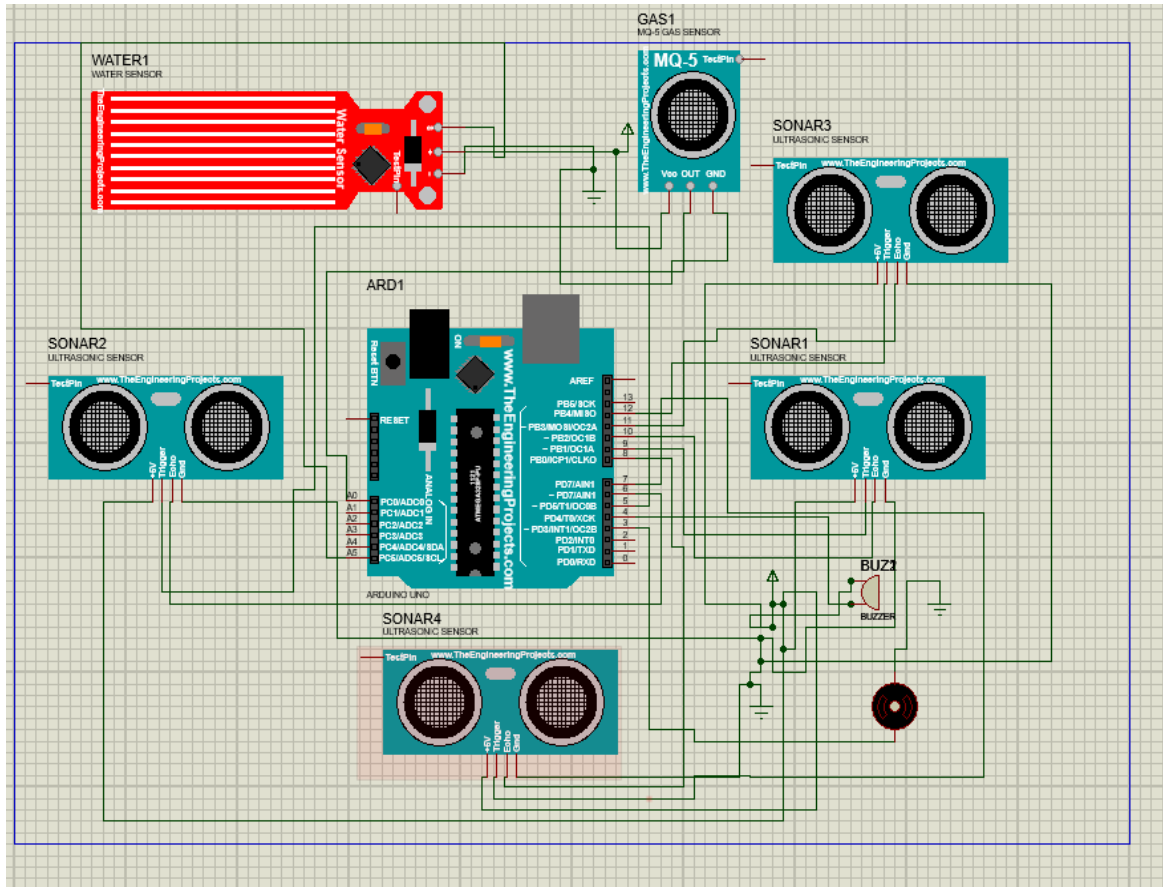 GAS1
MQ-5 GAS SENSOR
MQ-5 TestPin
www.TheEngineeringProjects.co
Vcc OUT GND
WATER1
WATER SENSOR
TheEngineeringProjects.com
Water Sensor
TestPin
SONAR3
ULTRASONIC SENSOR
TestPin www.TheEngineeringProjects.com
+5V
Trigger
Echo
Gnd
ARD1
Reset BTN
ON
www.TheEngineeringProjects.com
RESET
AREF
PB5/SCK 13
PB4/MISO 12
~PB3/MOSI/OC2A 11
~PB2/OC1B 10
~PB1/OC1A 9
PB0/ICP1/CLKO 8
PD7/AIN1 7
~PD7/AIN1 6
~PD5/T1/OC0B 5
PD4/T0/XCK 4
~PD3/INT1/OC2B 3
PD2/INT0 2
PD1/TXD 1
PD0/RXD 0
ANALOG IN
ATMEGA328P-PU
1121
A0 PC0/ADC0
A1 PC1/ADC1
A2 PC2/ADC2
A3 PC3/ADC3
A4 PC4/ADC4/SDA
A5 PC5/ADC5/SCL
ARDUINO UNO
SONAR2
ULTRASONIC SENSOR
TestPin www.TheEngineeringProjects.com
+5V
Trigger
Echo
Gnd
SONAR1
ULTRASONIC SENSOR
TestPin www.TheEngineeringProjects.com
+5V
Trigger
Echo
Gnd
BUZZER
SONAR4
ULTRASONIC SENSOR
TestPin www.TheEngineeringProjects.com
+5V
Trigger
Echo
Gnd